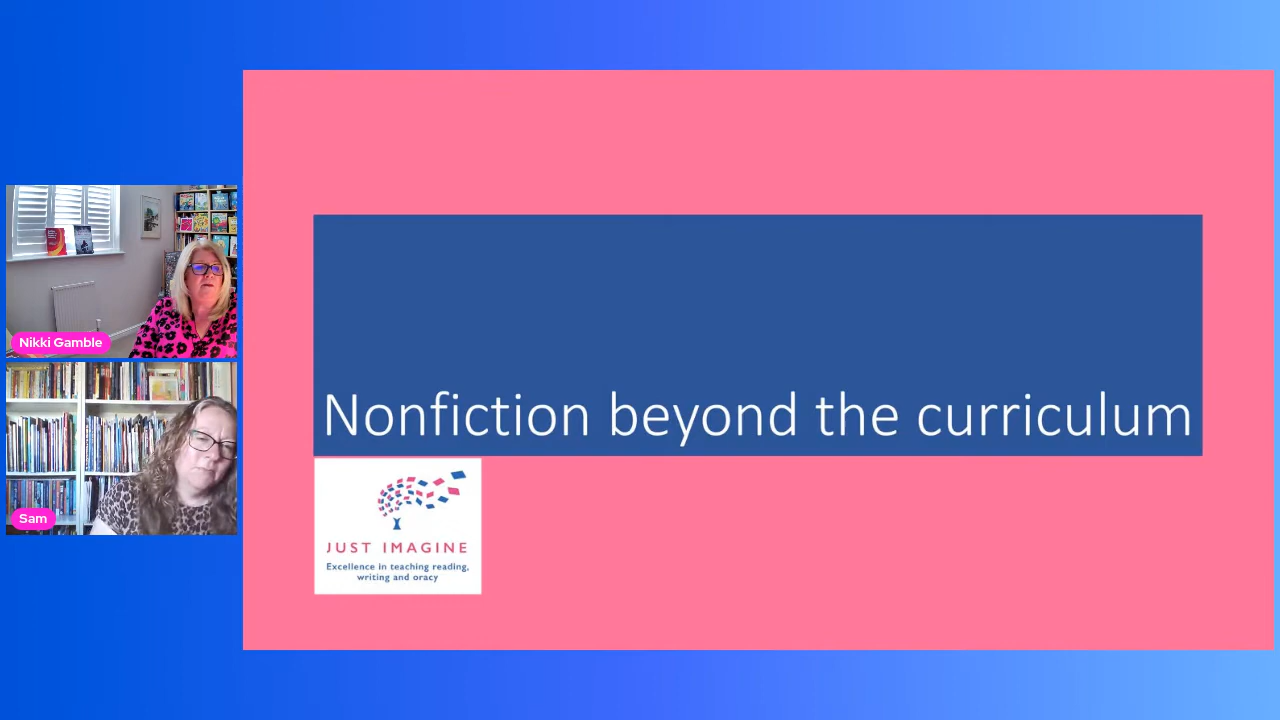 Nikki Gamble
Sam
Nonfiction beyond the curriculum
JUST IMAGINE
Excellence in teaching reading,
writing and oracy